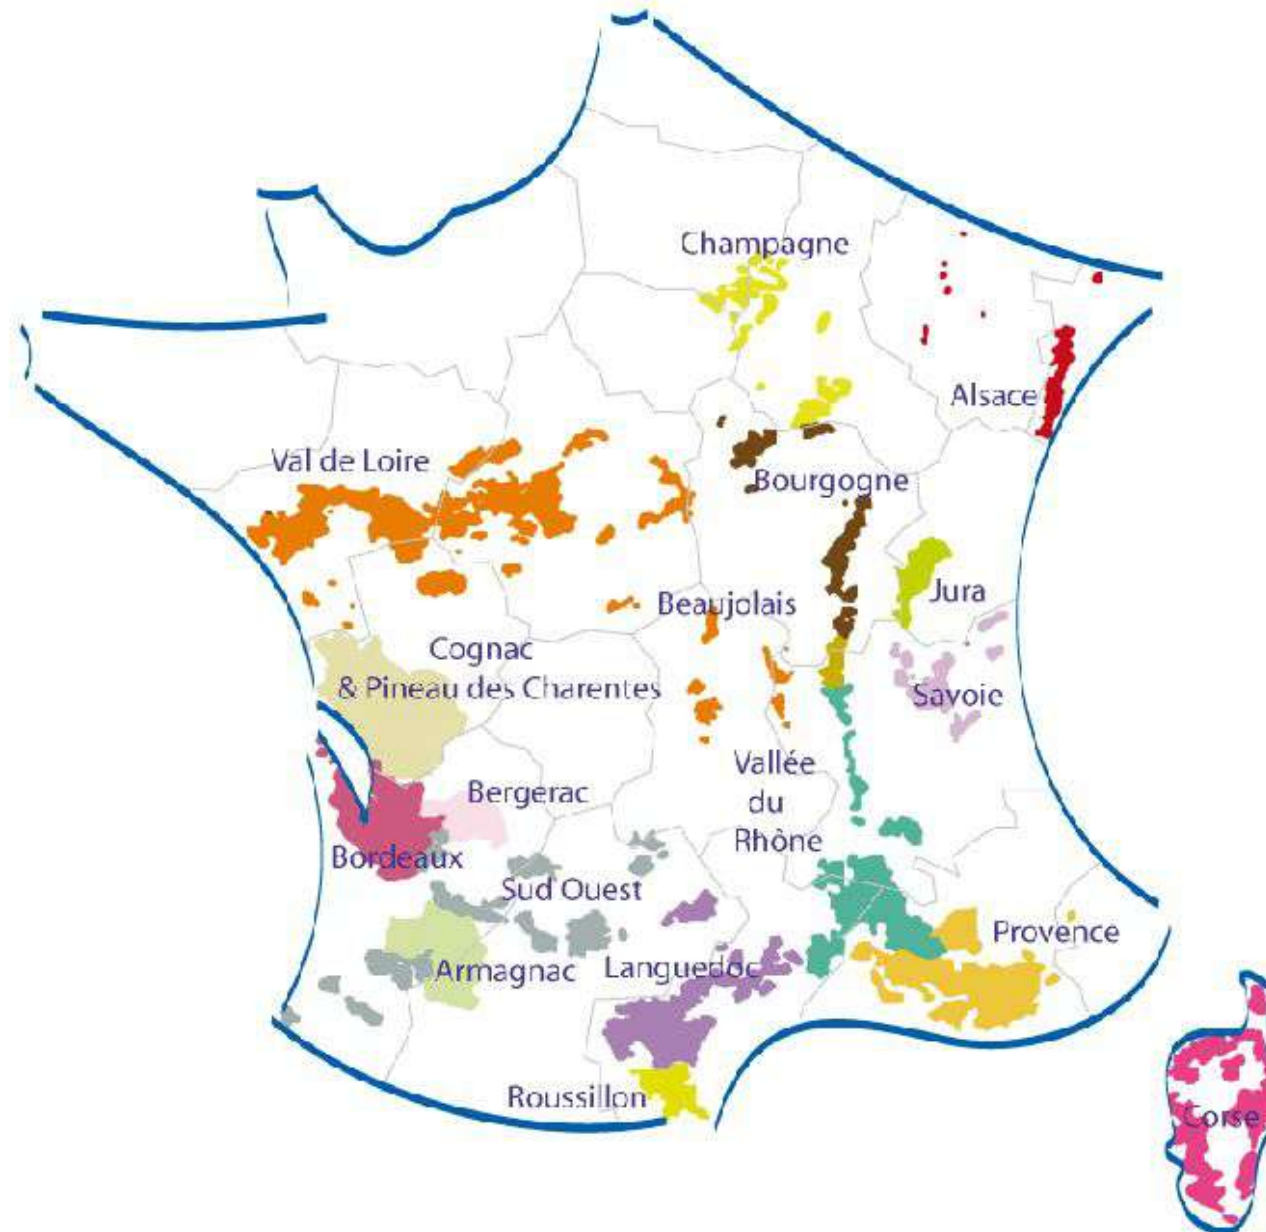 Champagne
Alsace
Val de Loire
Bourgogne
Jura
Beaujolais
Cognac
& Pineau des Charentes
Savoie
Vallée
du
Rhône
Bergerac
Bordeaux
Sud Ouest
Provence
Armagnac
Languedoc
Roussillon
Corse